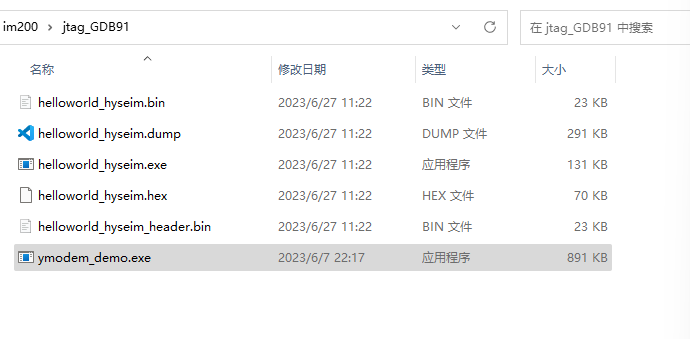 im200 jtag_GDB91 在 jtag_GDB91 中搜索
名称 修改日期 类型 大小
helloworld_hyseim.bin 2023/6/27 11:22 BIN 文件 23 KB
helloworld_hyseim.dump 2023/6/27 11:22 DUMP 文件 291 KB
helloworld_hyseim.exe 2023/6/27 11:22 应用程序 131 KB
helloworld_hyseim.hex 2023/6/27 11:22 HEX 文件 70 KB
helloworld_hyseim_header.bin 2023/6/27 11:22 BIN 文件 23 KB
ymodem_demo.exe 2023/6/7 22:17 应用程序 891 KB